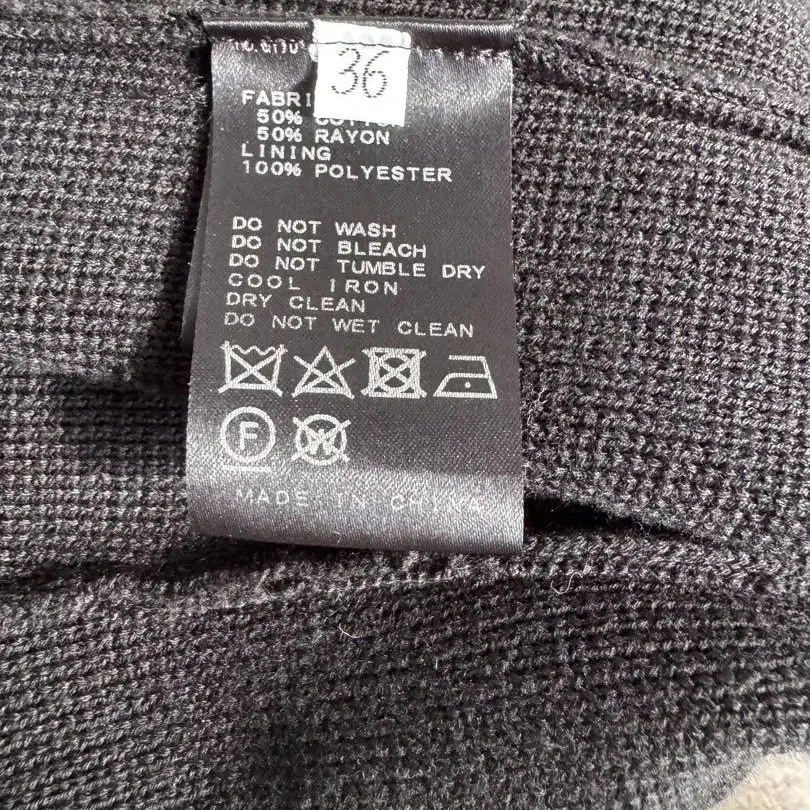 36
FABRI
50% COTTON
50% RAYON
LINING
100% POLYESTER
DO NOT WASH
DO NOT BLEACH
DO NOT TUMBLE DRY
COOL IRON
DRY CLEAN
DO NOT WET CLEAN
F W
MADE IN CHINA